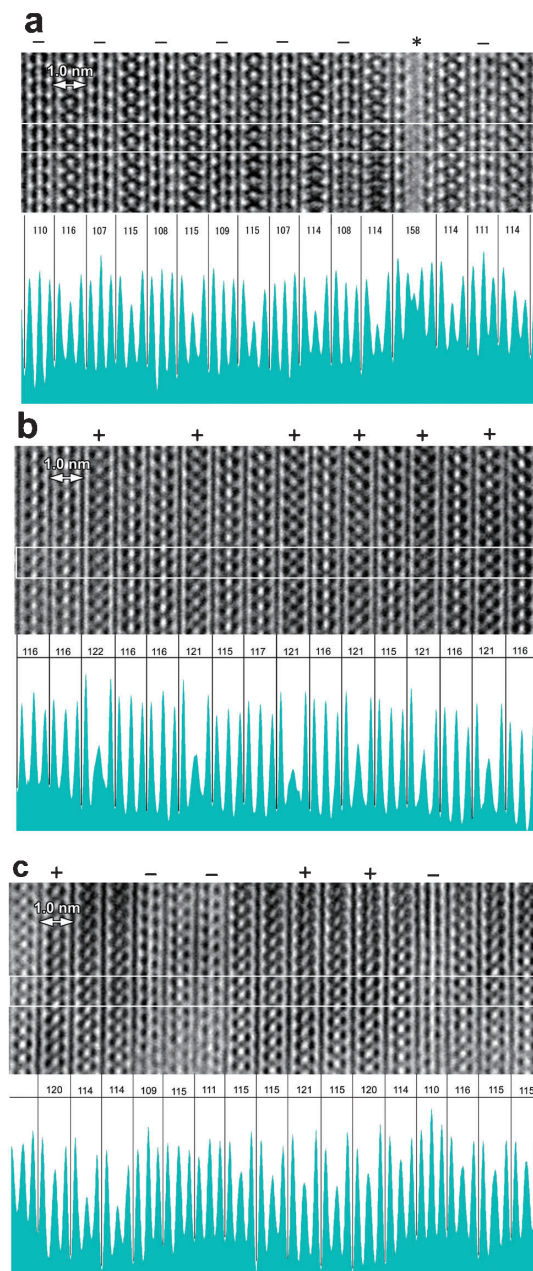 a
– – – – – – * –
1.0 nm
110 116 107 115 108 115 109 115 107 114 108 114 158 114 111 114
b
+ + + + + +
1.0 nm
116 116 122 116 116 121 115 117 121 116 121 115 121 116 121 116
c
+ – – + + –
1.0 nm
120 114 114 109 115 111 115 115 121 115 120 114 110 116 115 115